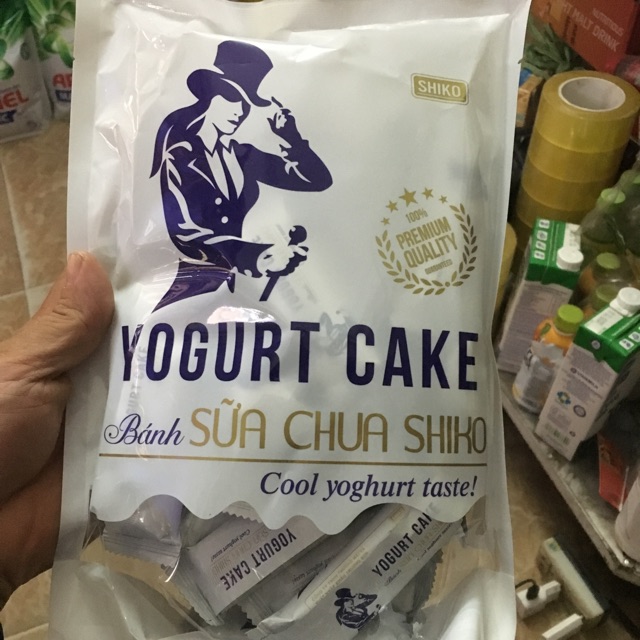 SHIKO
100%
PREMIUM
QUALITY
YOGURT CAKE
Bánh SỮA CHUA SHIKO
Cool yoghurt taste!
YOGURT CAKE
YOGURT CAKE